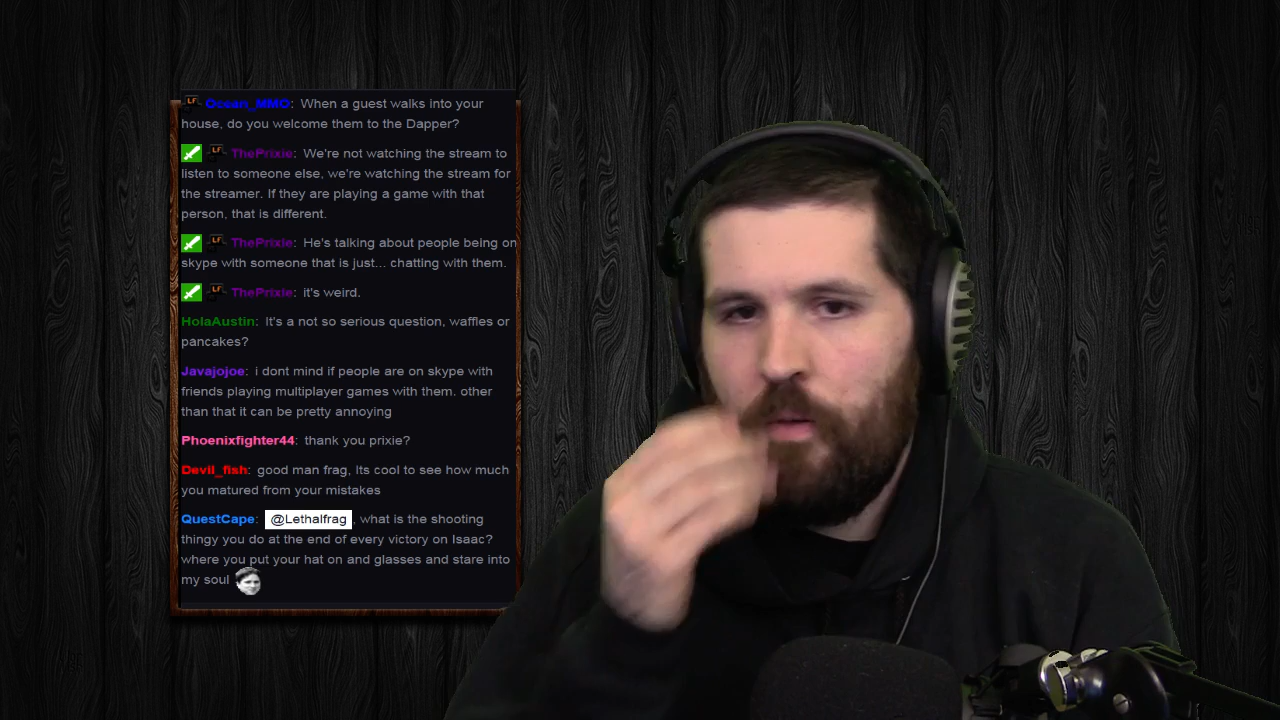 LF Ocean_MMO: When a guest walks into your
house, do you welcome them to the Dapper?
LF ThePrixie: We're not watching the stream to
listen to someone else, we're watching the stream for
the streamer. If they are playing a game with that
person, that is different.
LF ThePrixie: He's talking about people being on
skype with someone that is just... chatting with them.
LF ThePrixie: it's weird.
HolaAustin: It's a not so serious question, waffles or
pancakes?
Javajojoe: i dont mind if people are on skype with
friends playing multiplayer games with them. other
than that it can be pretty annoying
Phoenixfighter44: thank you prixie?
Devil_fish: good man frag, Its cool to see how much
you matured from your mistakes
QuestCape: @Lethalfrag , what is the shooting
thingy you do at the end of every victory on Isaac?
where you put your hat on and glasses and stare into
my soul